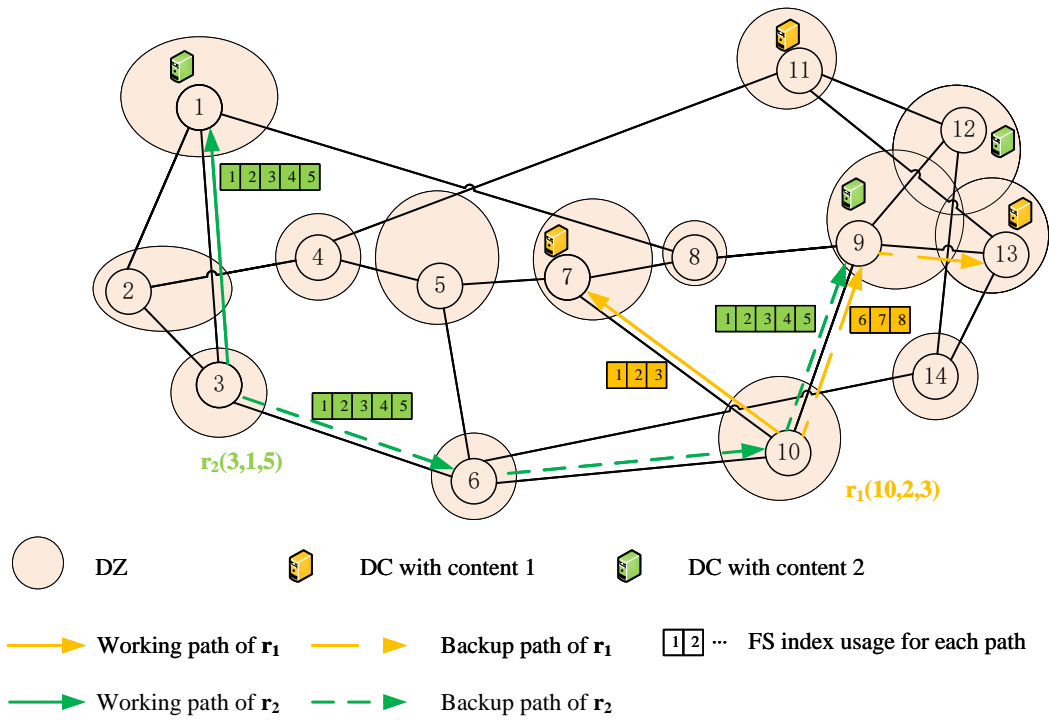 11
1
12
1 2 3 4 5
9
4
8
13
7
5
2
1 2 3 4 5
6 7 8
1 2 3
14
3
1 2 3 4 5
r2(3,1,5)
10
6
r1(10,2,3)
DZ
DC with content 1
DC with content 2
Working path of r1
Backup path of r1
1 2 ... FS index usage for each path
Working path of r2
Backup path of r2